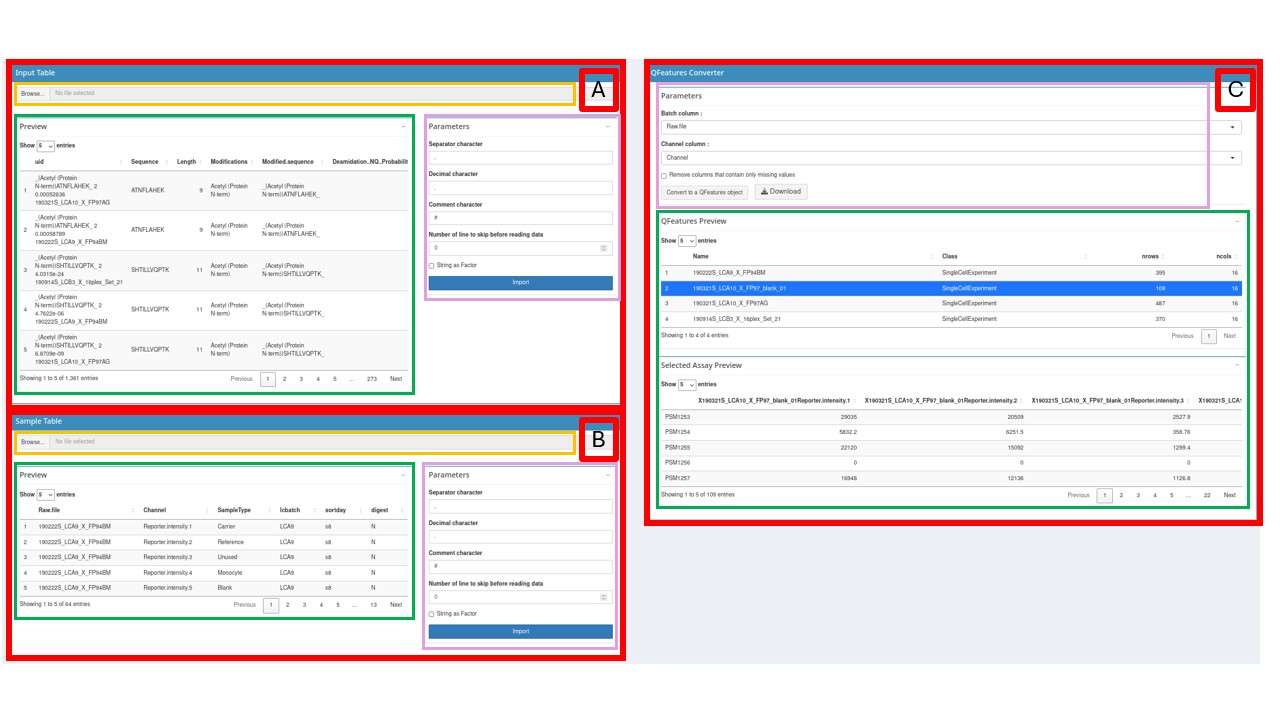 Input Table
A
Browse... No file selected
Preview
Show 5 entries
uid Sequence Length Modifications Modified.sequence Deamidation..NQ..Probabilit
_(Acetyl (Protein
1 N-term))ATNFLAHEK_ 2 ATNFLAHEK 9 Acetyl (Protein _(Acetyl (Protein
0.00052636 N-term) N-term))ATNFLAHEK_
190321S_LCA10_X_FP97AG
_(Acetyl (Protein
2 N-term))ATNFLAHEK_ 2 ATNFLAHEK 9 Acetyl (Protein _(Acetyl (Protein
0.00058789 N-term) N-term))ATNFLAHEK_
190222S_LCA9_X_FP94BM
_(Acetyl (Protein
3 N-term))SHTILLVQPTK_ 2 SHTILLVQPTK 11 Acetyl (Protein _(Acetyl (Protein
4.0315e-24 N-term) N-term))SHTILLVQPTK_
190914S_LCB3_X_16plex_Set_21
_(Acetyl (Protein
4 N-term))SHTILLVQPTK_ 2 SHTILLVQPTK 11 Acetyl (Protein _(Acetyl (Protein
4.7622e-06 N-term) N-term))SHTILLVQPTK_
190222S_LCA9_X_FP94BM
_(Acetyl (Protein
5 N-term))SHTILLVQPTK_ 2 SHTILLVQPTK 11 Acetyl (Protein _(Acetyl (Protein
6.8709e-09 N-term) N-term))SHTILLVQPTK_
190321S_LCA10_X_FP97AG
Showing 1 to 5 of 1,361 entries Previous 1 2 3 4 5 ... 273 Next
Parameters
Separator character
,
Decimal character
.
Comment character
#
Number of line to skip before reading data
0
String as Factor
Import
Sample Table
B
Browse... No file selected
Preview
Show 5 entries
Raw.file Channel SampleType lcbatch sortday digest
1 190222S_LCA9_X_FP94BM Reporter.intensity.1 Carrier LCA9 s8 N
2 190222S_LCA9_X_FP94BM Reporter.intensity.2 Reference LCA9 s8 N
3 190222S_LCA9_X_FP94BM Reporter.intensity.3 Unused LCA9 s8 N
4 190222S_LCA9_X_FP94BM Reporter.intensity.4 Monocyte LCA9 s8 N
5 190222S_LCA9_X_FP94BM Reporter.intensity.5 Blank LCA9 s8 N
Showing 1 to 5 of 64 entries Previous 1 2 3 4 5 ... 13 Next
Parameters
Separator character
,
Decimal character
.
Comment character
#
Number of line to skip before reading data
0
String as Factor
Import
QFeatures Converter
C
Parameters
Batch column :
Raw.file
Channel column :
Channel
Remove columns that contain only missing values
Convert to a QFeatures object Download
QFeatures Preview
Show 5 entries
Name Class nrows ncols
1 190222S_LCA9_X_FP94BM SingleCellExperiment 395 16
2 190321S_LCA10_X_FP97_blank_01 SingleCellExperiment 109 16
3 190321S_LCA10_X_FP97AG SingleCellExperiment 487 16
4 190914S_LCB3_X_16plex_Set_21 SingleCellExperiment 370 16
Showing 1 to 4 of 4 entries Previous 1 Next
Selected Assay Preview
Show 5 entries
X190321S_LCA10_X_FP97_blank_01Reporter.intensity.1 X190321S_LCA10_X_FP97_blank_01Reporter.intensity.2 X190321S_LCA10_X_FP97_blank_01Reporter.intensity.3 X190321S_LCA1
PSM1253 29035 20509 2527.9
PSM1254 5832.2 6251.5 358.76
PSM1255 22120 15092 1299.4
PSM1256 0 0 0
PSM1257 16948 12136 1126.8
Showing 1 to 5 of 109 entries Previous 1 2 3 4 5 ... 22 Next